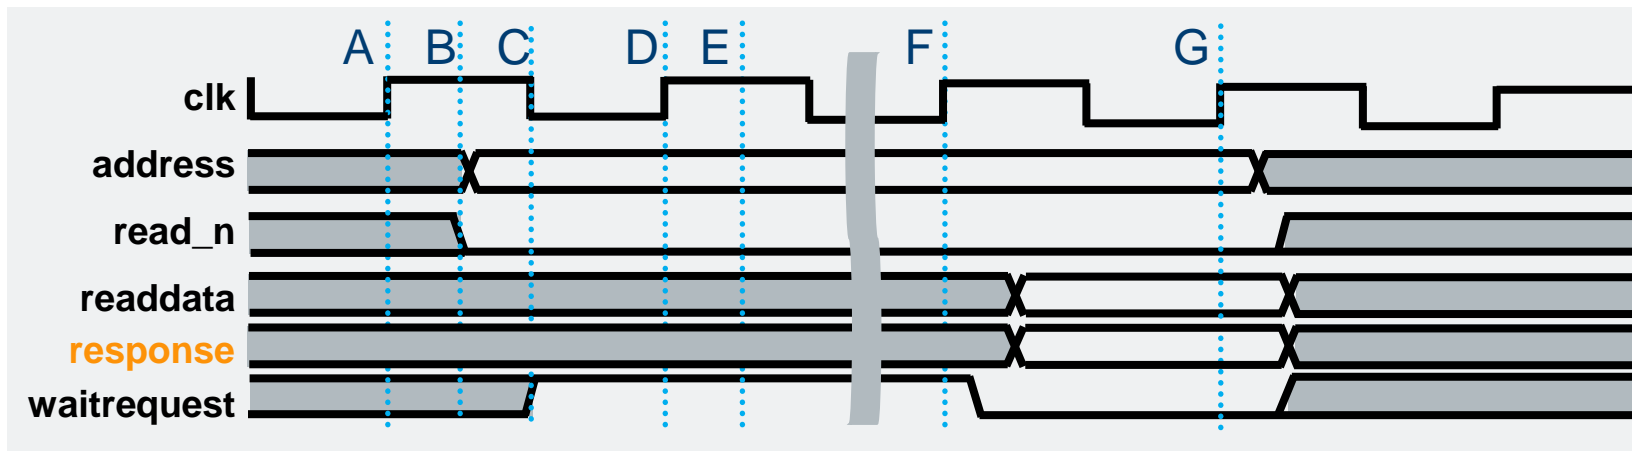 A B C D E F G
clk
address
read_n
readdata
response
waitrequest